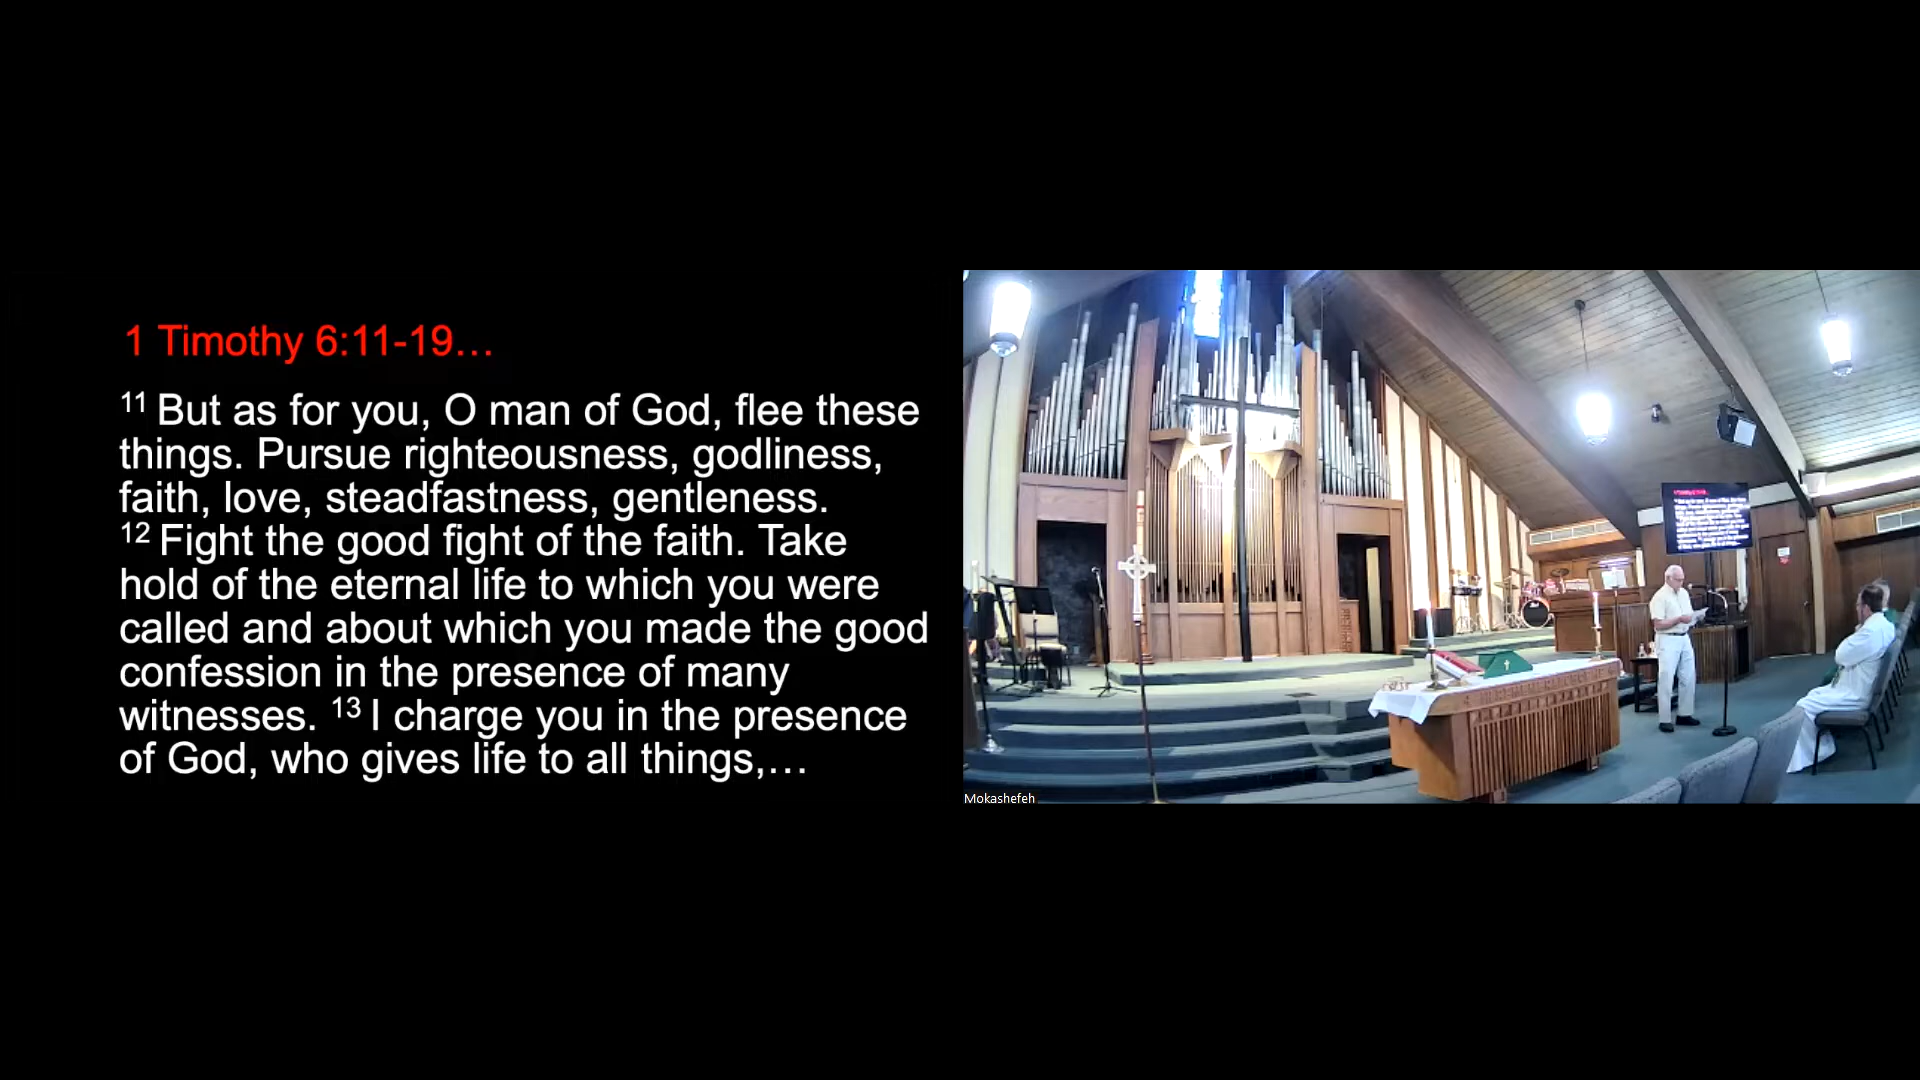 1 Timothy 6:11-19…
11 But as for you, O man of God, flee these
things. Pursue righteousness, godliness,
faith, love, steadfastness, gentleness.
12 Fight the good fight of the faith. Take
hold of the eternal life to which you were
called and about which you made the good
confession in the presence of many
witnesses. 13 I charge you in the presence
of God, who gives life to all things,…
Mokashefeh